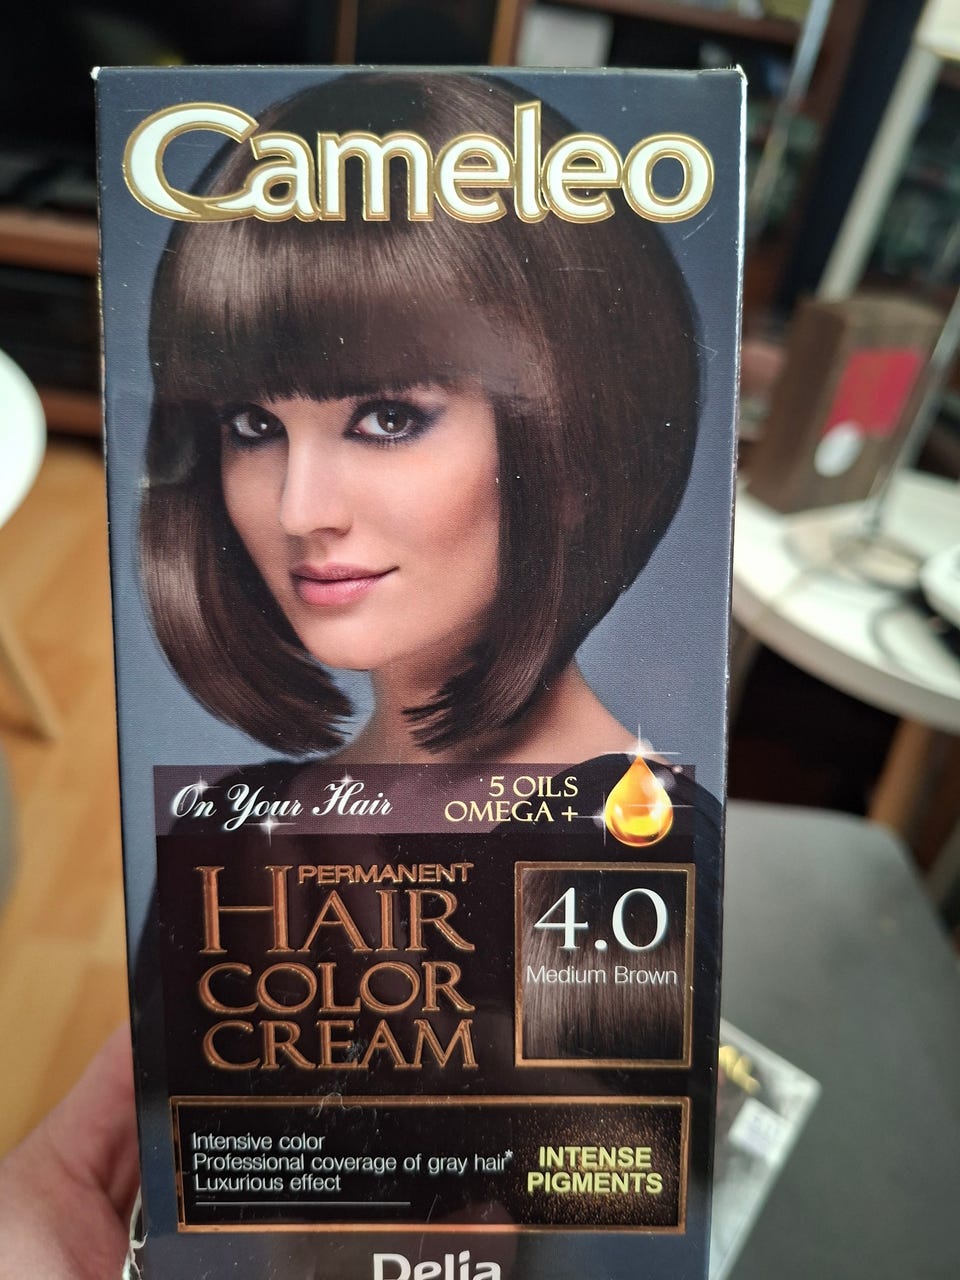 Cameleo
On Your Hair
5 OILS
OMEGA +
PERMANENT
HAIR
COLOR
CREAM
4.0
Medium Brown
Intensive color
Professional coverage of gray hair*
Luxurious effect
INTENSE
PIGMENTS
Delia